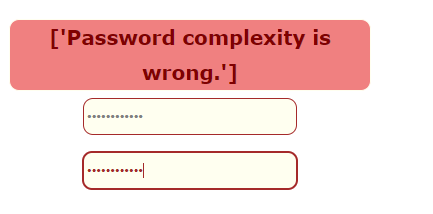 ['Password complexity is
wrong.']
••••••••••••
••••••••••••